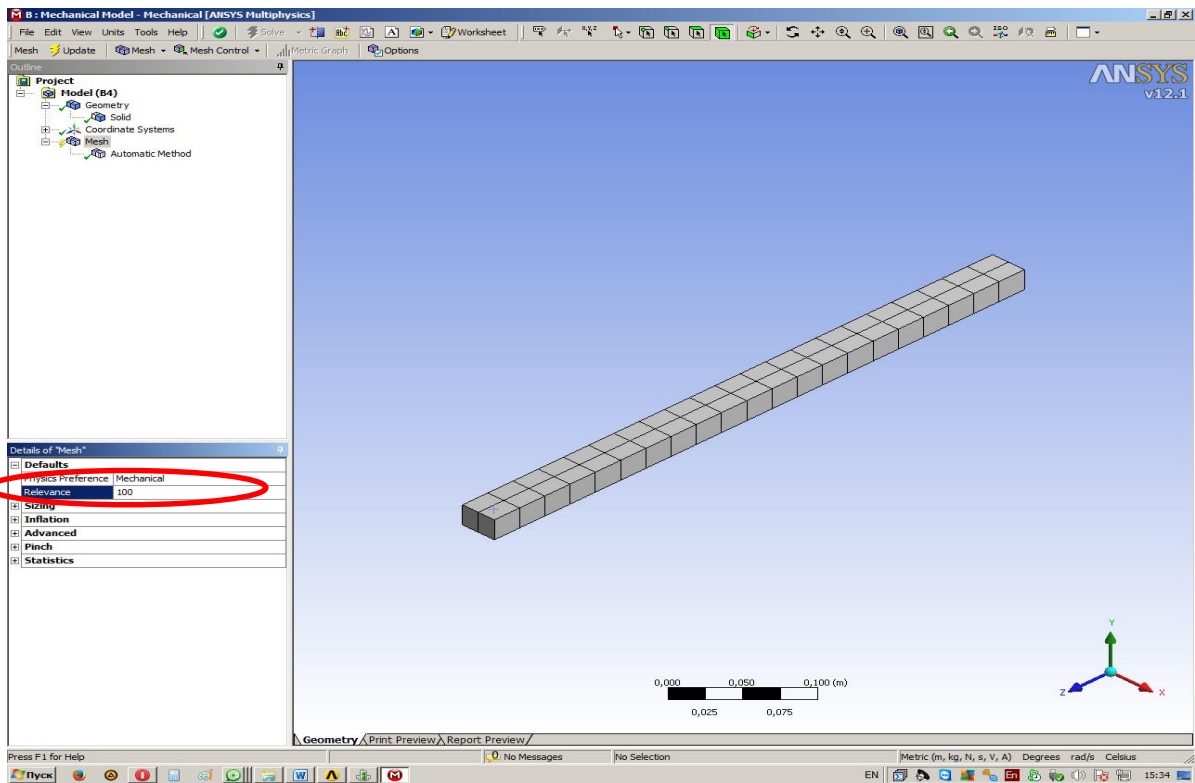 B : Mechanical Model - Mechanical [ANSYS Multiphysics]
File Edit View Units Tools Help Solve Worksheet
Mesh Update Mesh Mesh Control Metric Graph Options
Outline
Project
Model (B4)
Geometry
Solid
Coordinate Systems
Mesh
Automatic Method
ANSYS
v12.1
Details of "Mesh"
Defaults
Physics Preference Mechanical
Relevance 100
Sizing
Inflation
Advanced
Pinch
Statistics
0,000 0,050 0,100 (m)
0,025 0,075
Y
Z X
Geometry Print Preview Report Preview
Press F1 for Help 0 No Messages No Selection Metric (m, kg, N, s, V, A) Degrees rad/s Celsius
Пуск EN 15:34